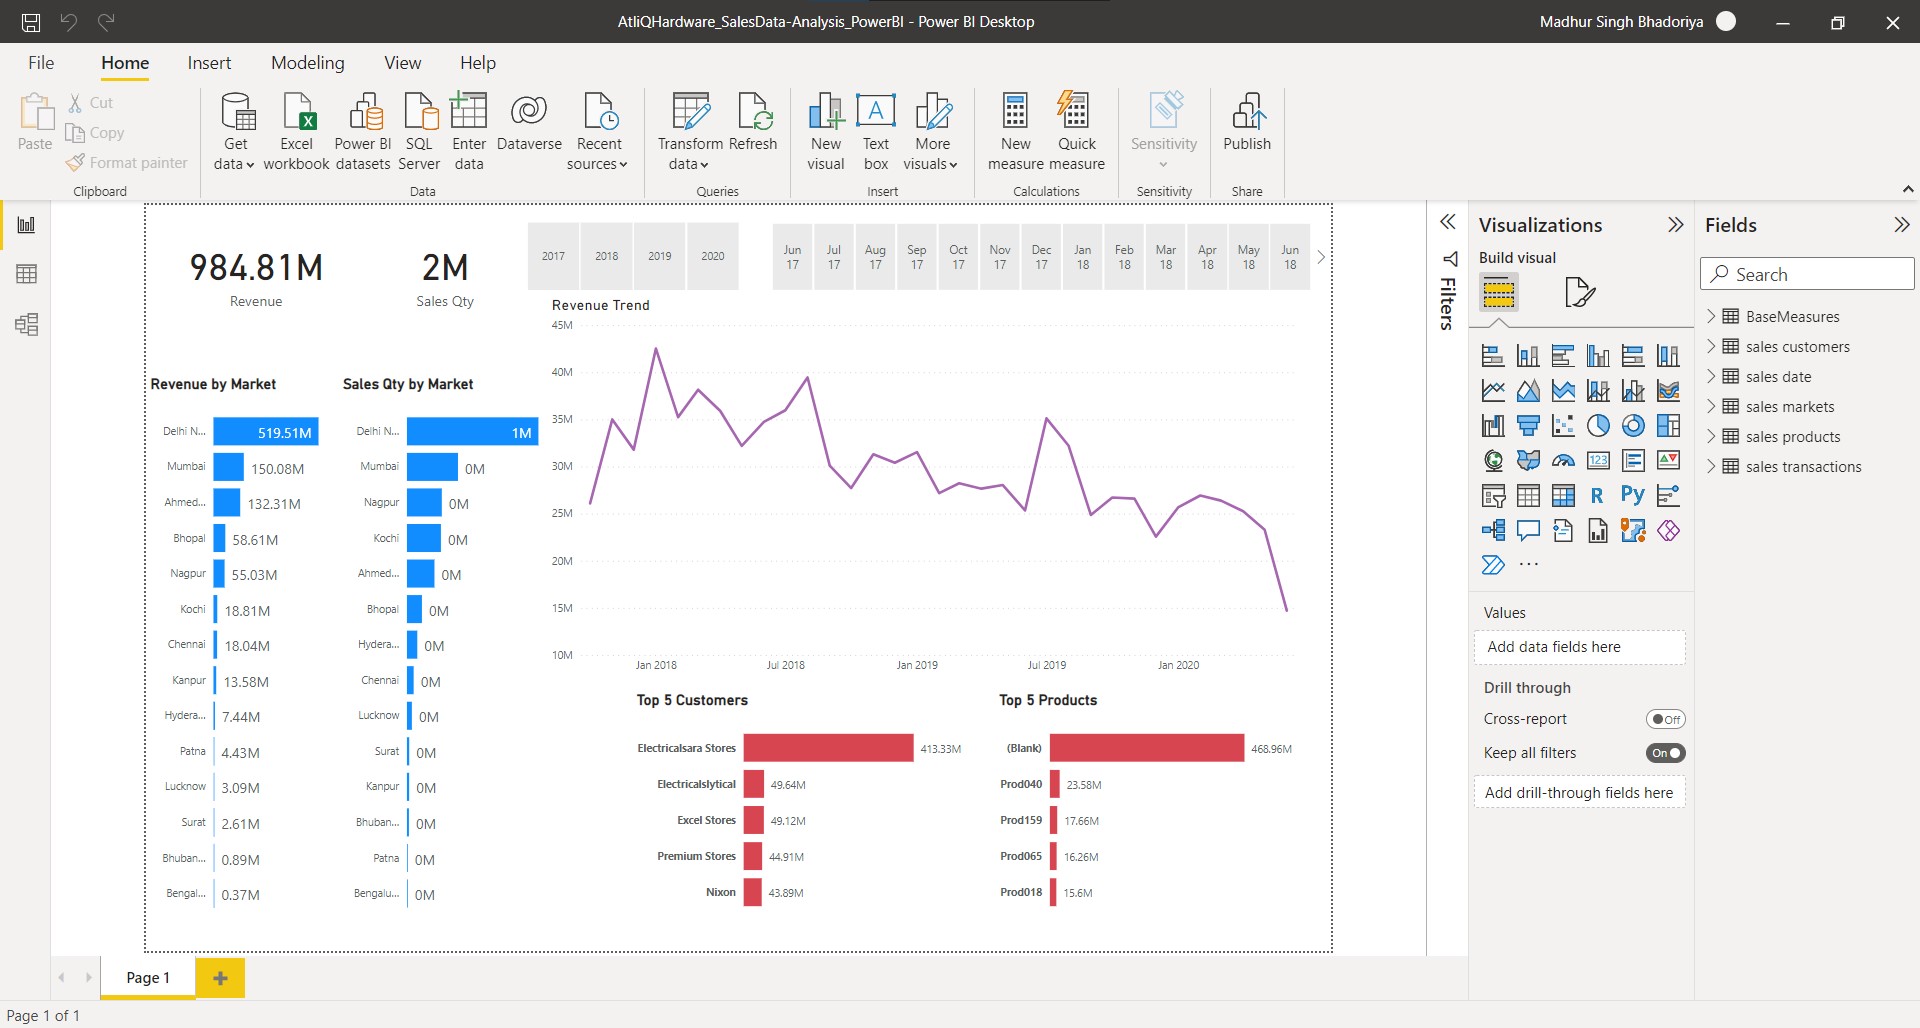 AtliQHardware_SalesData-Analysis_PowerBI - Power BI Desktop
Madhur Singh Bhadoriya
File Home Insert Modeling View Help
Paste
Cut
Copy
Format painter
Clipboard
Get data
Excel workbook
Power BI datasets
SQL Server
Enter data
Dataverse
Recent sources
Data
Transform data
Refresh
Queries
New visual
Text box
More visuals
Insert
New measure
Quick measure
Calculations
Sensitivity
Sensitivity
Publish
Share
984.81M
Revenue
2M
Sales Qty
2017 2018 2019 2020
Jun 17
Jul 17
Aug 17
Sep 17
Oct 17
Nov 17
Dec 17
Jan 18
Feb 18
Mar 18
Apr 18
May 18
Jun 18
Revenue by Market
Delhi N... 519.51M
Mumbai 150.08M
Ahmed... 132.31M
Bhopal 58.61M
Nagpur 55.03M
Kochi 18.81M
Chennai 18.04M
Kanpur 13.58M
Hydera... 7.44M
Patna 4.43M
Lucknow 3.09M
Surat 2.61M
Bhuban... 0.89M
Bengal... 0.37M
Sales Qty by Market
Delhi N... 1M
Mumbai 0M
Nagpur 0M
Kochi 0M
Ahmed... 0M
Bhopal 0M
Hydera... 0M
Chennai 0M
Lucknow 0M
Surat 0M
Kanpur 0M
Bhuban... 0M
Patna 0M
Bengalu... 0M
Revenue Trend
45M
40M
35M
30M
25M
20M
15M
10M
Jan 2018 Jul 2018 Jan 2019 Jul 2019 Jan 2020
Top 5 Customers
Electricalsara Stores 413.33M
Electricalslytical 49.64M
Excel Stores 49.12M
Premium Stores 44.91M
Nixon 43.89M
Top 5 Products
(Blank) 468.96M
Prod040 23.58M
Prod159 17.66M
Prod065 16.26M
Prod018 15.6M
Filters
Visualizations
Build visual
123
R Py
...
Values
Add data fields here
Drill through
Cross-report Off
Keep all filters On
Add drill-through fields here
Fields
Search
BaseMeasures
sales customers
sales date
sales markets
sales products
sales transactions
Page 1
Page 1 of 1